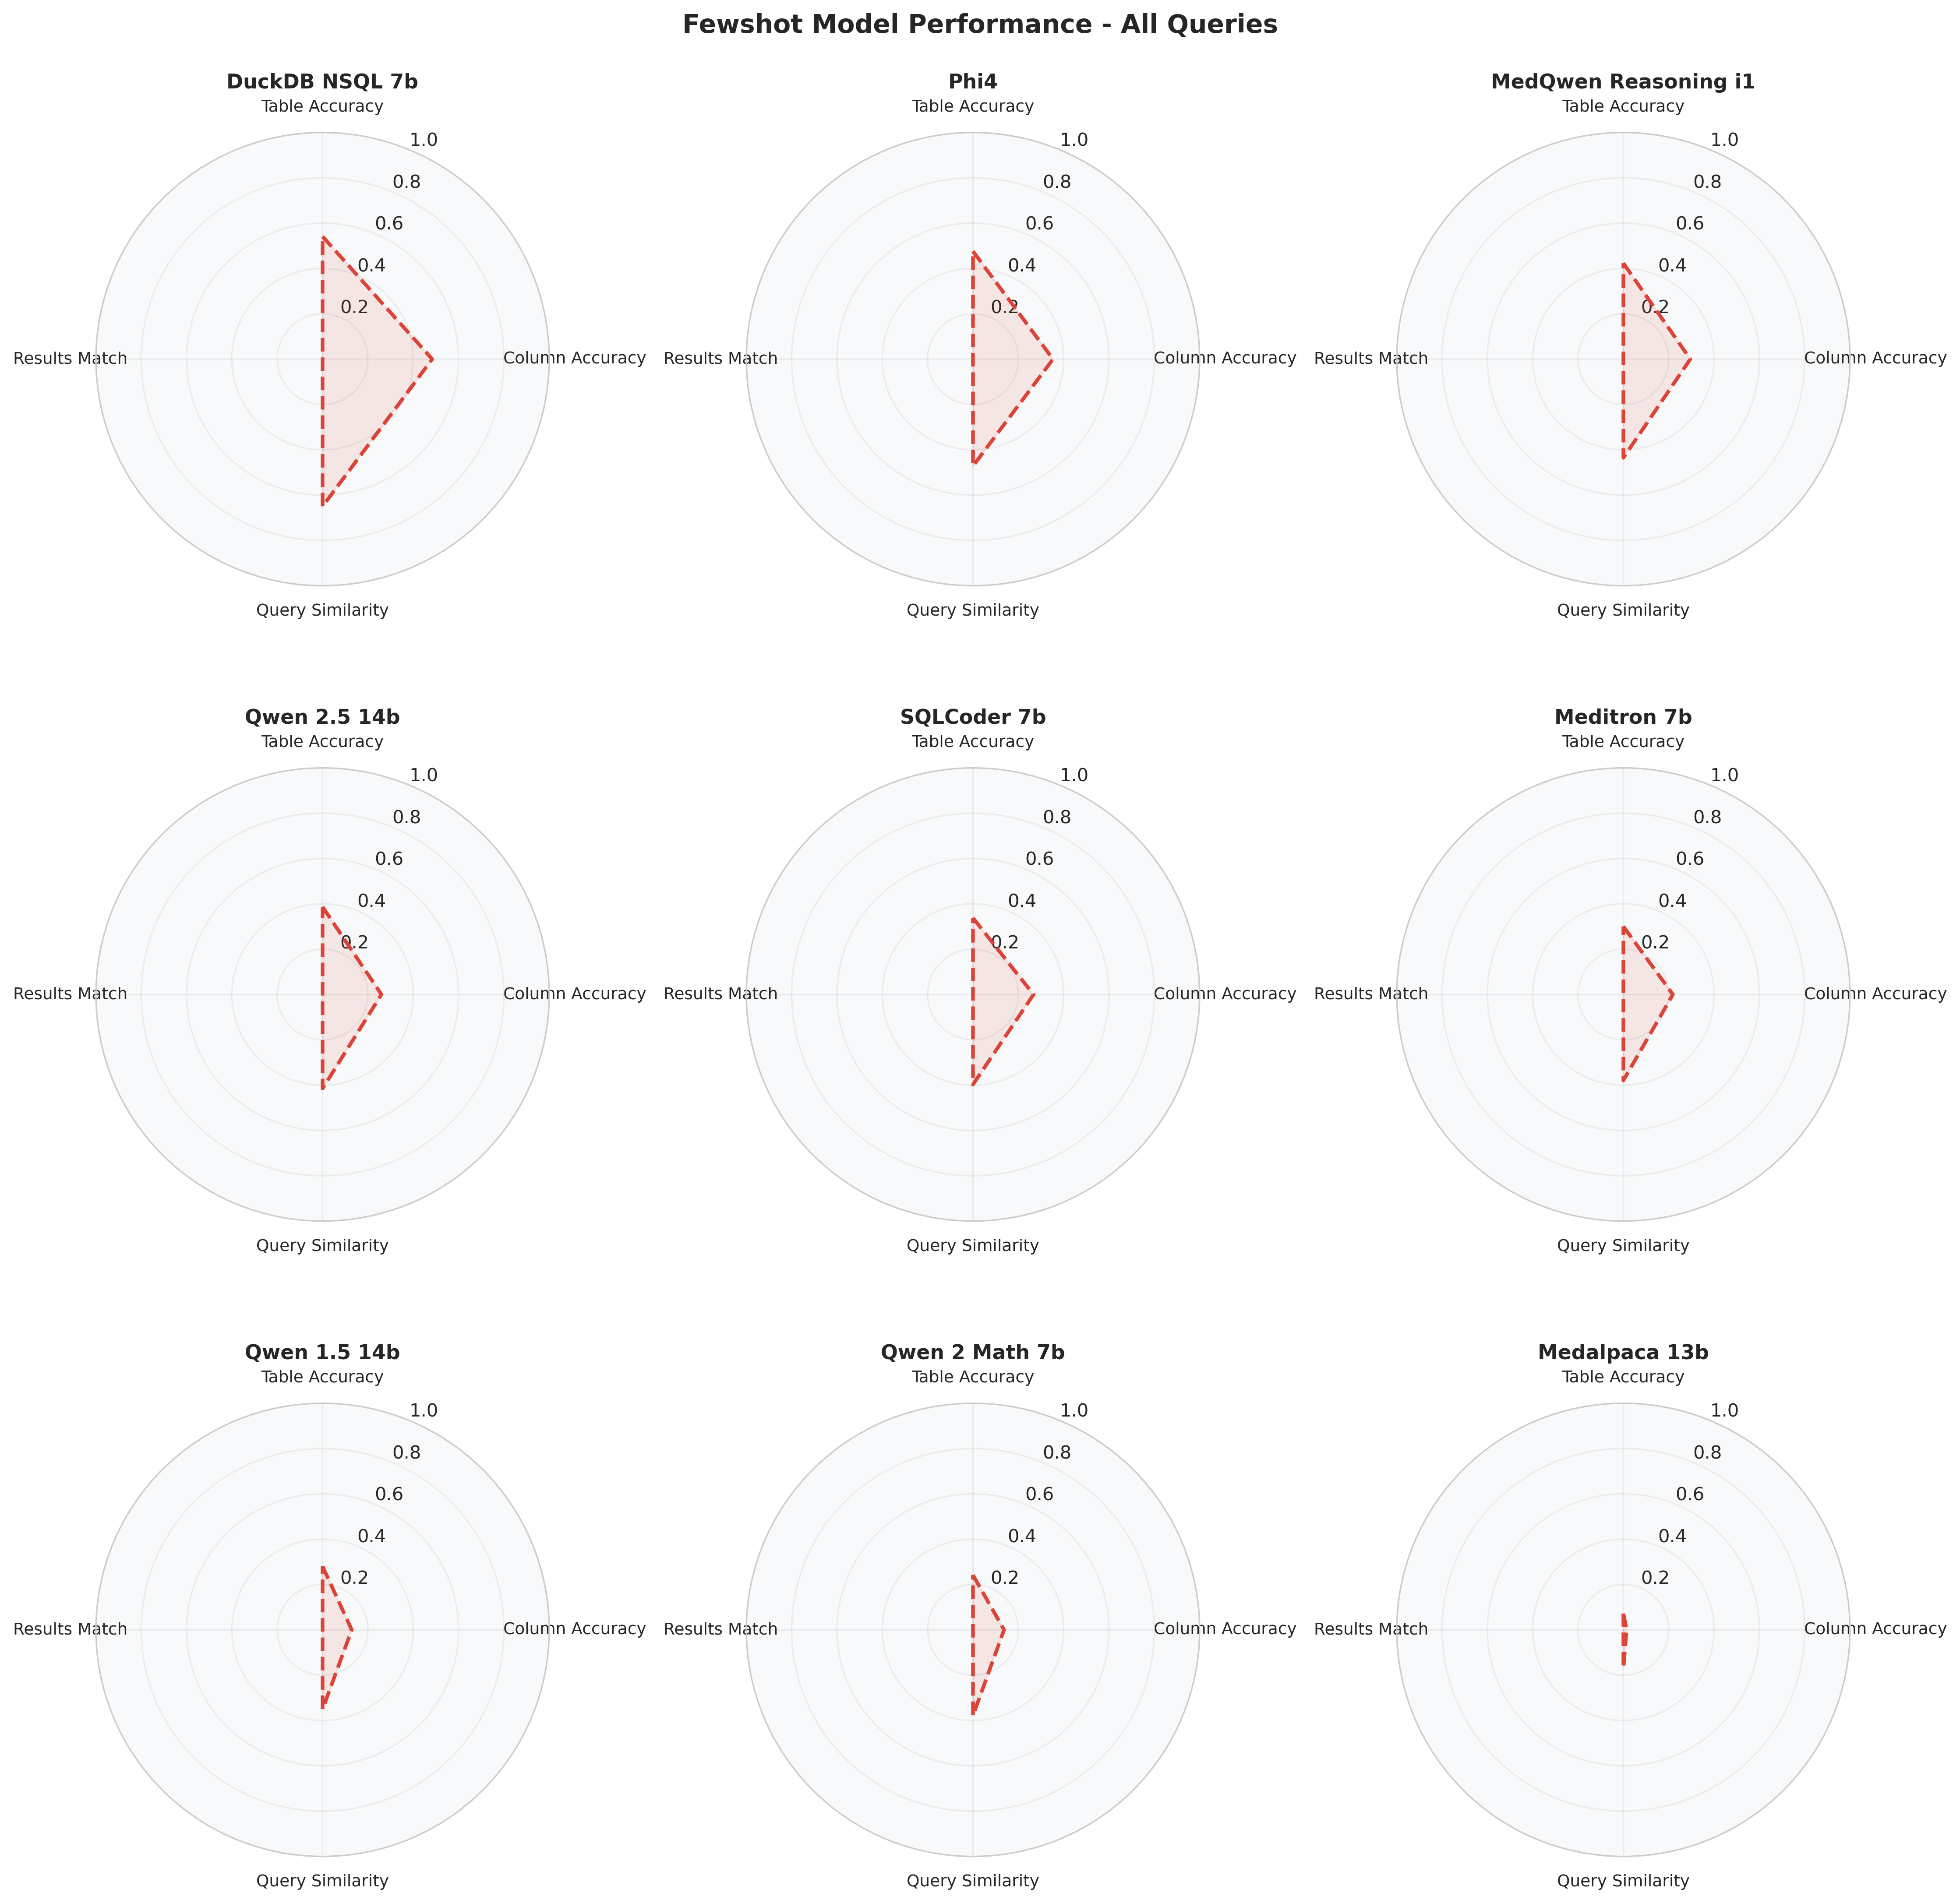 Fewshot Model Performance - All Queries
DuckDB NSQL 7b
Table Accuracy
1.0
0.8
0.6
0.4
0.2
Results Match
Column Accuracy
Query Similarity
Phi4
Table Accuracy
1.0
0.8
0.6
0.4
0.2
Results Match
Column Accuracy
Query Similarity
MedQwen Reasoning i1
Table Accuracy
1.0
0.8
0.6
0.4
0.2
Results Match
Column Accuracy
Query Similarity
Qwen 2.5 14b
Table Accuracy
1.0
0.8
0.6
0.4
0.2
Results Match
Column Accuracy
Query Similarity
SQLCoder 7b
Table Accuracy
1.0
0.8
0.6
0.4
0.2
Results Match
Column Accuracy
Query Similarity
Meditron 7b
Table Accuracy
1.0
0.8
0.6
0.4
0.2
Results Match
Column Accuracy
Query Similarity
Qwen 1.5 14b
Table Accuracy
1.0
0.8
0.6
0.4
0.2
Results Match
Column Accuracy
Query Similarity
Qwen 2 Math 7b
Table Accuracy
1.0
0.8
0.6
0.4
0.2
Results Match
Column Accuracy
Query Similarity
Medalpaca 13b
Table Accuracy
1.0
0.8
0.6
0.4
0.2
Results Match
Column Accuracy
Query Similarity